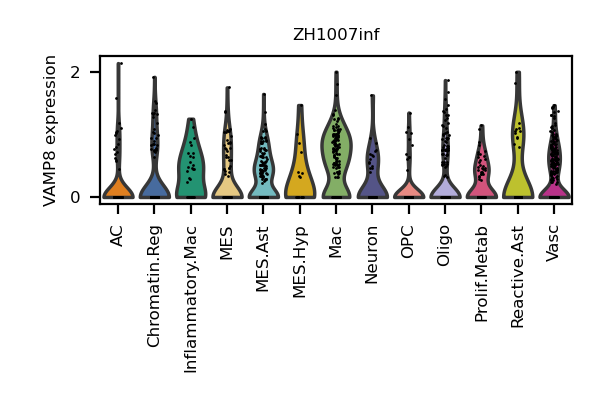 ZH1007inf
VAMP8 expression
2
0
AC
Chromatin.Reg
Inflammatory.Mac
MES
MES.Ast
MES.Hyp
Mac
Neuron
OPC
Oligo
Prolif.Metab
Reactive.Ast
Vasc